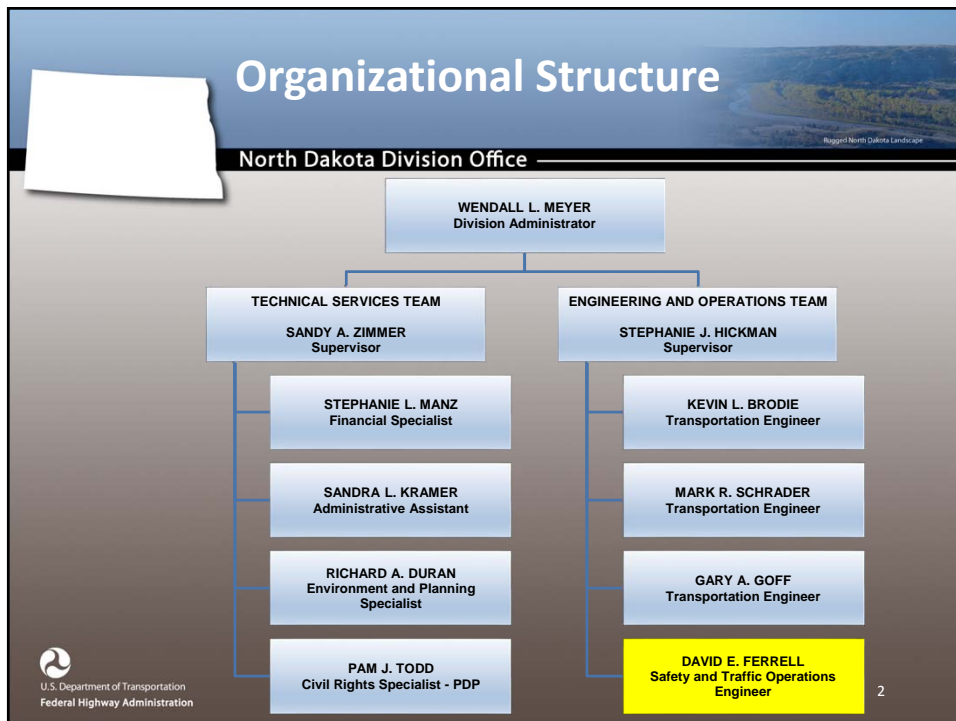 Organizational Structure
Rugged North Dakota Landscape
North Dakota Division Office
WENDALL L. MEYER
Division Administrator
TECHNICAL SERVICES TEAM
SANDY A. ZIMMER
Supervisor
ENGINEERING AND OPERATIONS TEAM
STEPHANIE J. HICKMAN
Supervisor
STEPHANIE L. MANZ
Financial Specialist
KEVIN L. BRODIE
Transportation Engineer
SANDRA L. KRAMER
Administrative Assistant
MARK R. SCHRADER
Transportation Engineer
RICHARD A. DURAN
Environment and Planning
Specialist
GARY A. GOFF
Transportation Engineer
PAM J. TODD
Civil Rights Specialist - PDP
DAVID E. FERRELL
Safety and Traffic Operations
Engineer
U.S. Department of Transportation
Federal Highway Administration
2